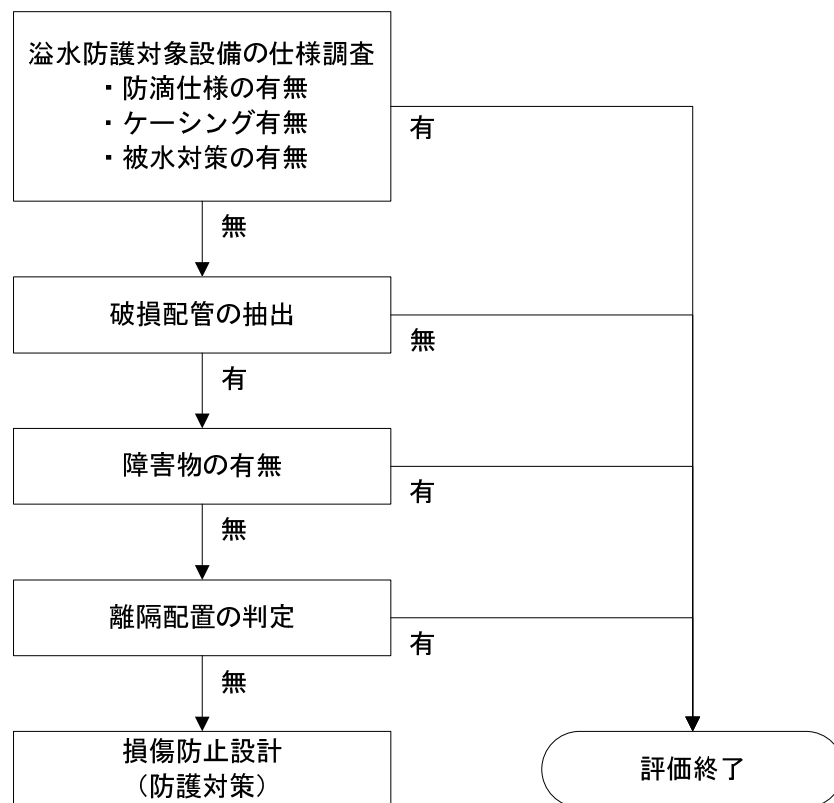 溢水防護対象設備の仕様調査
・防滴仕様の有無
・ケーシング有無
・被水対策の有無
有
無
破損配管の抽出
無
有
障害物の有無
有
無
離隔配置の判定
有
無
損傷防止設計
（防護対策）
評価終了